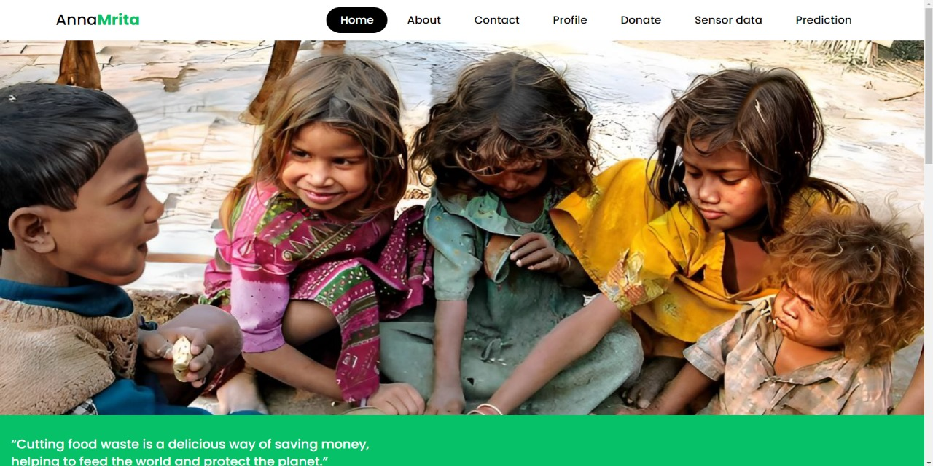 AnnaMrita Home About Contact Profile Donate Sensor data Prediction
"Cutting food waste is a delicious way of saving money,
helping to feed the world and protect the planet."